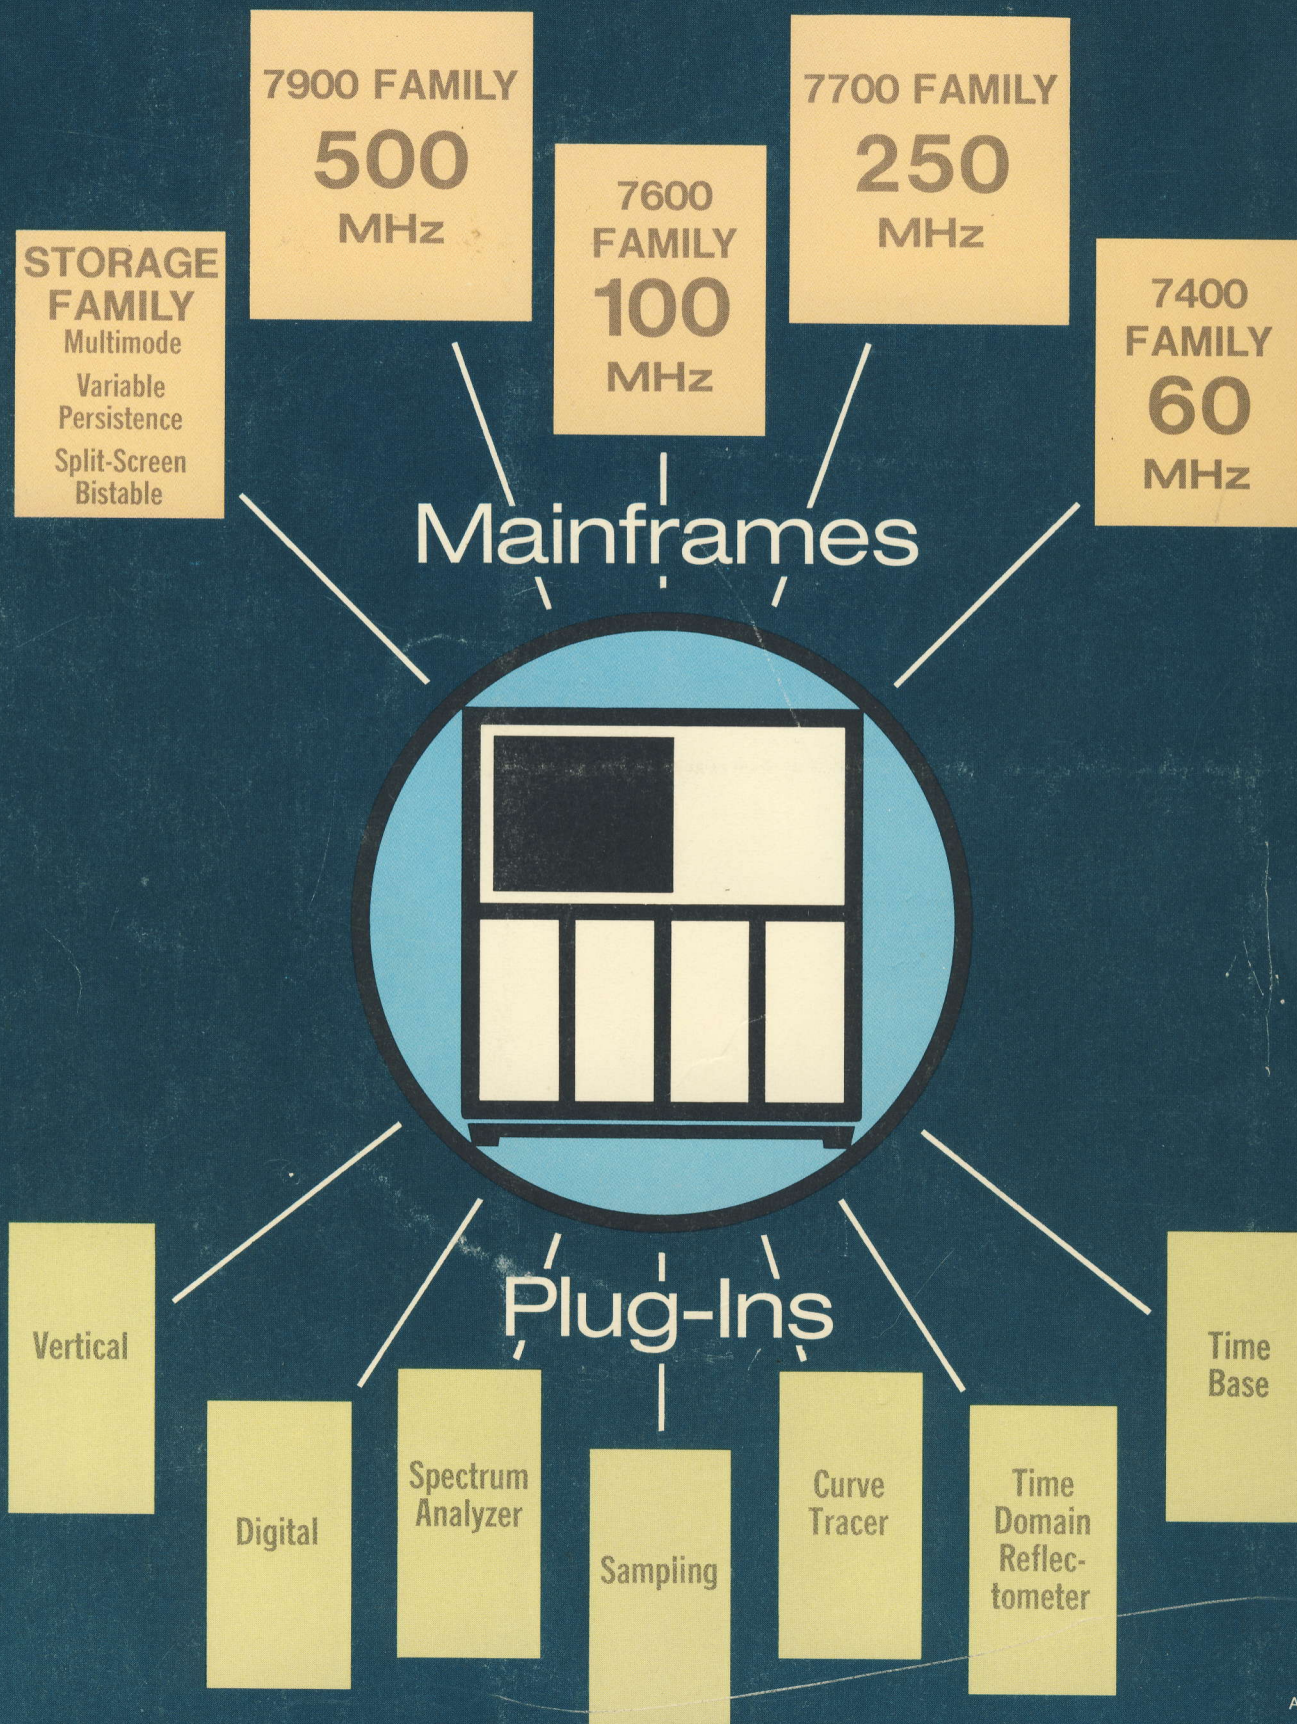 7900 FAMILY
500
MHz
7700 FAMILY
250
MHz
7600
FAMILY
100
MHz
STORAGE
FAMILY
Multimode
Variable
Persistence
Split-Screen
Bistable
7400
FAMILY
60
MHz
Mainframes
Plug-Ins
Vertical
Digital
Spectrum
Analyzer
Sampling
Curve
Tracer
Time
Domain
Reflec-
tometer
Time
Base
A